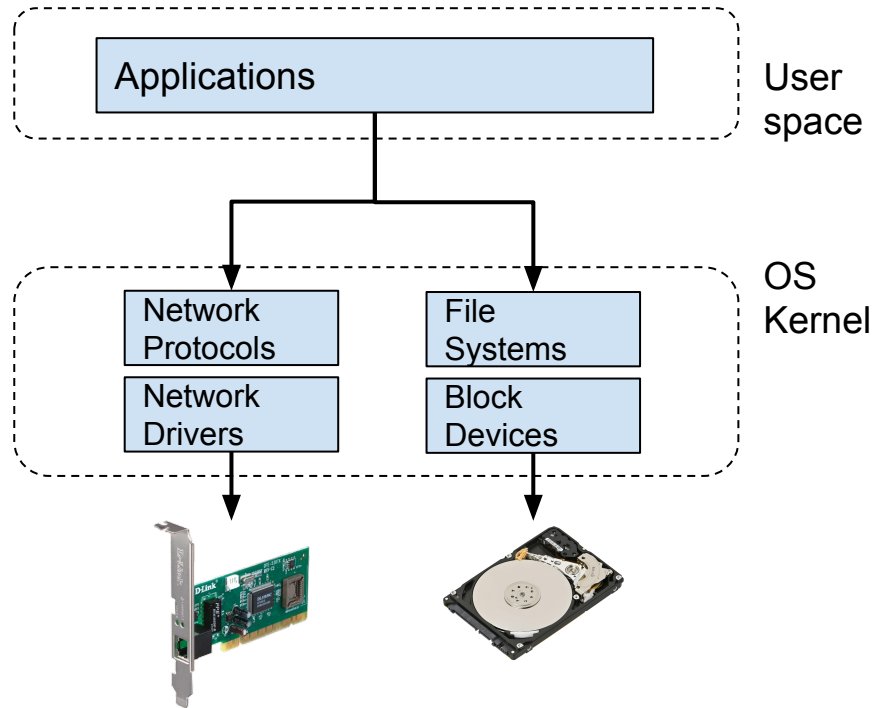 Applications
User
space
OS
Kernel
Network
Protocols
File
Systems
Network
Drivers
Block
Devices
D-Link